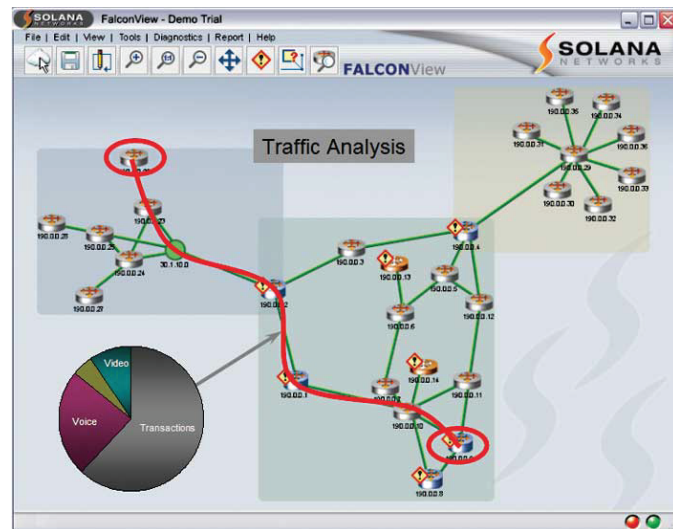 SOLANA
NETWORKS
FalconView - Demo Trial
File | Edit | View | Tools | Diagnostics | Report | Help
SOLANA
NETWORKS
FALCONView
Traffic Analysis
190.0.0.35
190.0.0.34
190.0.0.31
190.0.0.36
190.0.0.29
190.0.0.33
190.0.0.30
190.0.0.32
190.0.0.23
190.0.0.25
190.0.0.24
30.1.10.0
190.0.0.27
190.0.0.4
190.0.0.3
190.0.0.13
190.0.0.5
190.0.0.12
190.0.0.6
190.0.0.1
190.0.0.14
190.0.0.11
190.0.0.10
190.0.0.8
Video
Voice
Transactions